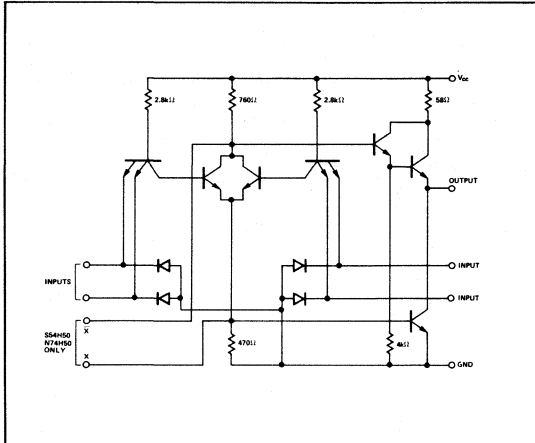 Vcc
2.8kΩ
760Ω
2.8kΩ
58Ω
OUTPUT
INPUTS
INPUT
INPUT
X̄
S54H50
N74H50
ONLY
X
470Ω
4kΩ
GND